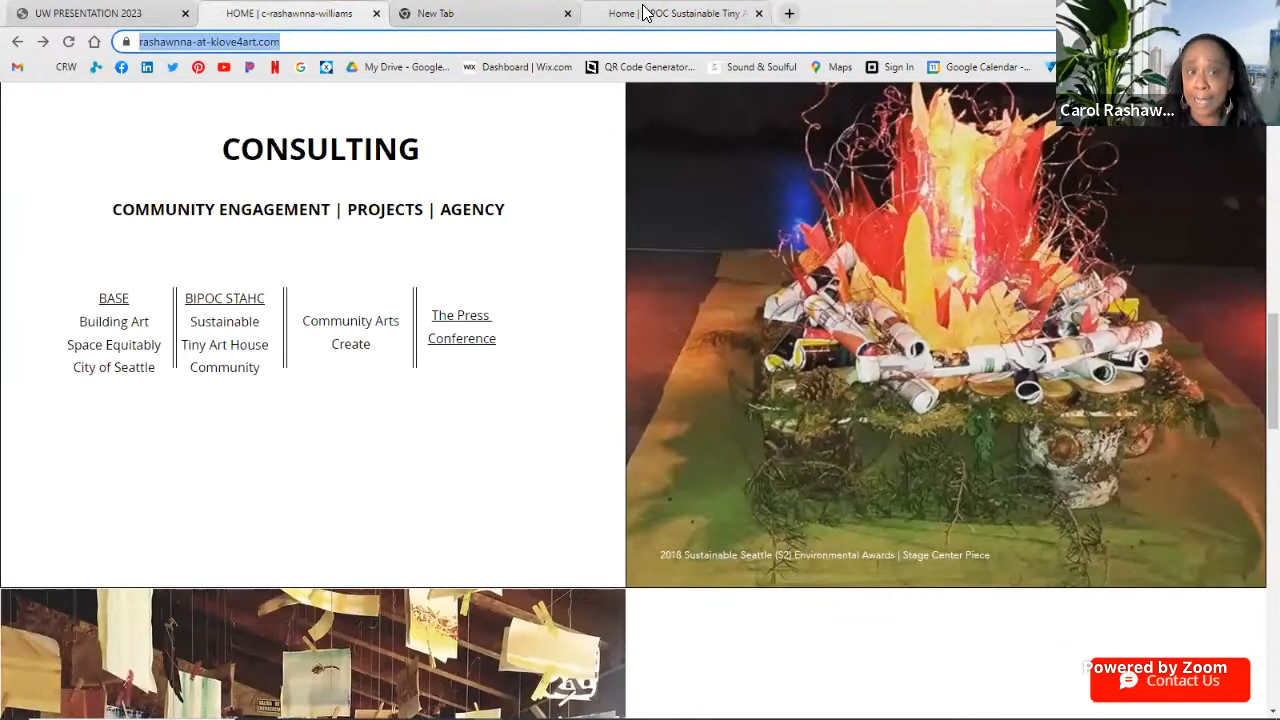 UW PRESENTATION 2023
HOME | c-rashawnna-williams
New Tab
Home | POC Sustainable Tiny A
rashawnna-at-klove4art.com
CRW
My Drive - Google...
WIX
Dashboard | Wix.com
QR Code Generator...
Sound & Soulful
Maps
Sign In
Google Calendar -...
Carol Rashaw...
CONSULTING
COMMUNITY ENGAGEMENT | PROJECTS | AGENCY
BASE
Building Art
Space Equitably
City of Seattle
BIPOC STAHC
Sustainable
Tiny Art House
Community
Community Arts
Create
The Press
Conference
2018 Sustainable Seattle (S2) Environmental Awards | Stage Center Piece
Powered by Zoom
Contact Us